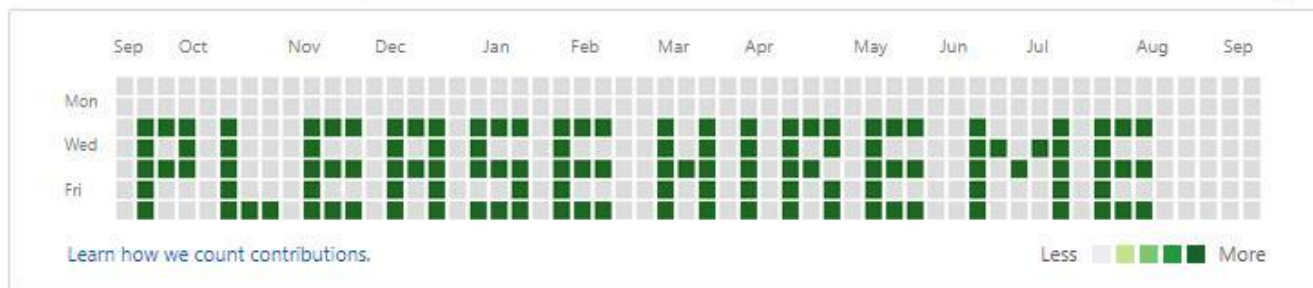 Sep Oct Nov Dec Jan Feb Mar Apr May Jun Jul Aug Sep
Mon
Wed
Fri
PLEASE HIRE ME
Learn how we count contributions.
Less More